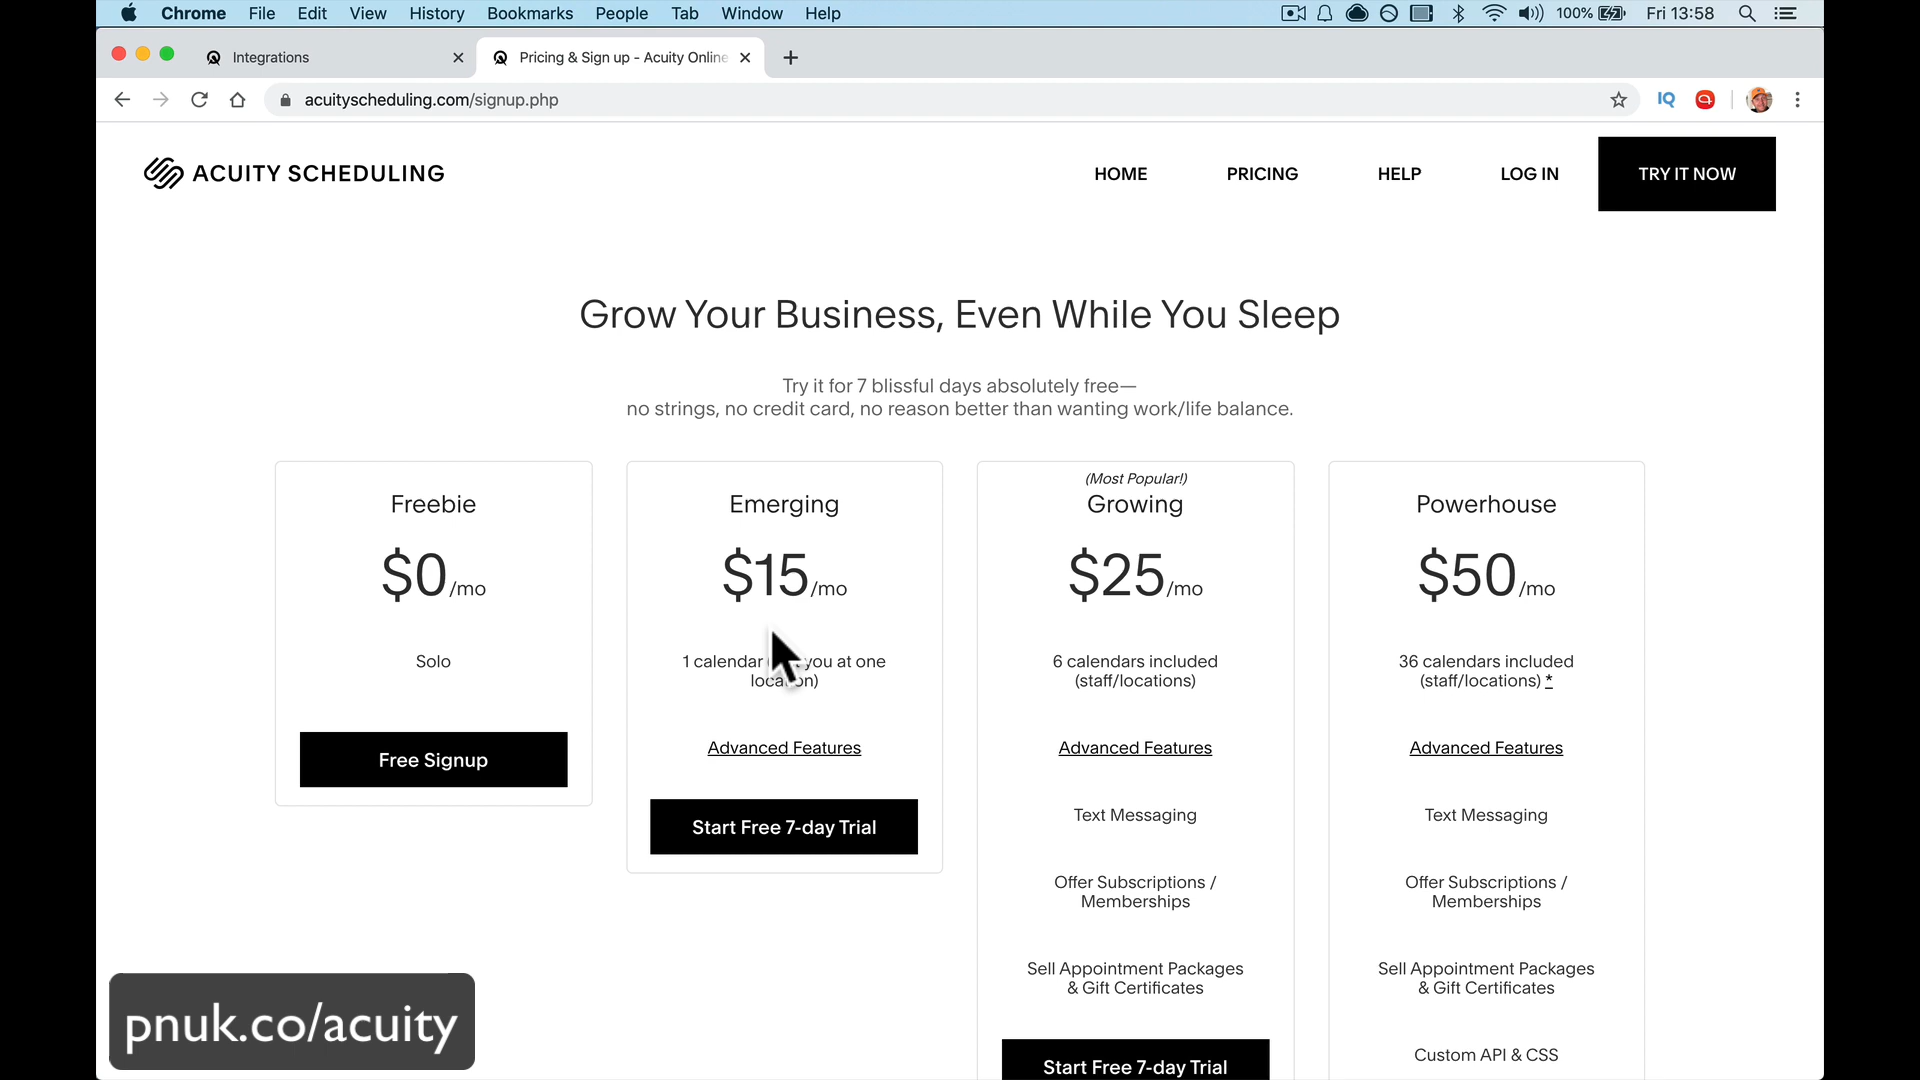 Chrome File Edit View History Bookmarks People Tab Window Help 100% Fri 13:58
Integrations Pricing & Sign up - Acuity Online
acuityscheduling.com/signup.php IQ
ACUITY SCHEDULING HOME PRICING HELP LOG IN TRY IT NOW
Grow Your Business, Even While You Sleep
Try it for 7 blissful days absolutely free—
no strings, no credit card, no reason better than wanting work/life balance.
Freebie
$0/mo
Solo
Free Signup
Emerging
$15/mo
1 calendar you at one
location)
Advanced Features
Start Free 7-day Trial
(Most Popular!)
Growing
$25/mo
6 calendars included
(staff/locations)
Advanced Features
Text Messaging
Offer Subscriptions /
Memberships
Sell Appointment Packages
& Gift Certificates
Start Free 7-day Trial
Powerhouse
$50/mo
36 calendars included
(staff/locations) *
Advanced Features
Text Messaging
Offer Subscriptions /
Memberships
Sell Appointment Packages
& Gift Certificates
Custom API & CSS
pnuk.co/acuity